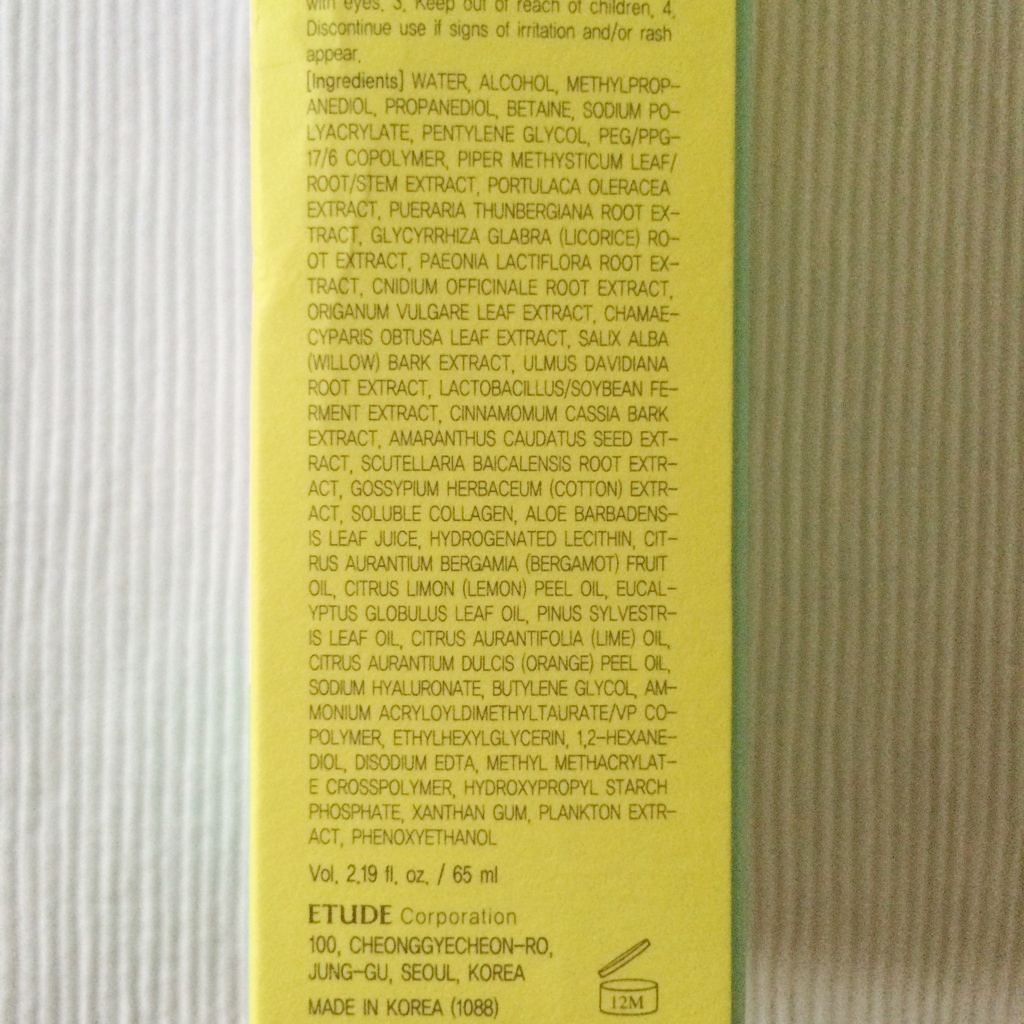 with eyes. 3. Keep out of reach of children. 4.
Discontinue use if signs of irritation and/or rash
appear.
[Ingredients] WATER, ALCOHOL, METHYLPROP-
ANEDIOL, PROPANEDIOL, BETAINE, SODIUM PO-
LYACRYLATE, PENTYLENE GLYCOL, PEG/PPG-
17/6 COPOLYMER, PIPER METHYSTICUM LEAF/
ROOT/STEM EXTRACT, PORTULACA OLERACEA
EXTRACT, PUERARIA THUNBERGIANA ROOT EX-
TRACT, GLYCYRRHIZA GLABRA (LICORICE) RO-
OT EXTRACT, PAEONIA LACTIFLORA ROOT EX-
TRACT, CNIDIUM OFFICINALE ROOT EXTRACT,
ORIGANUM VULGARE LEAF EXTRACT, CHAMAE-
CYPARIS OBTUSA LEAF EXTRACT, SALIX ALBA
(WILLOW) BARK EXTRACT, ULMUS DAVIDIANA
ROOT EXTRACT, LACTOBACILLUS/SOYBEAN FE-
RMENT EXTRACT, CINNAMOMUM CASSIA BARK
EXTRACT, AMARANTHUS CAUDATUS SEED EXT-
RACT, SCUTELLARIA BAICALENSIS ROOT EXTR-
ACT, GOSSYPIUM HERBACEUM (COTTON) EXTR-
ACT, SOLUBLE COLLAGEN, ALOE BARBADENS-
IS LEAF JUICE, HYDROGENATED LECITHIN, CIT-
RUS AURANTIUM BERGAMIA (BERGAMOT) FRUIT
OIL, CITRUS LIMON (LEMON) PEEL OIL, EUCAL-
YPTUS GLOBULUS LEAF OIL, PINUS SYLVESTR-
IS LEAF OIL, CITRUS AURANTIFOLIA (LIME) OIL,
CITRUS AURANTIUM DULCIS (ORANGE) PEEL OIL,
SODIUM HYALURONATE, BUTYLENE GLYCOL, AM-
MONIUM ACRYLOYLDIMETHYLTAURATE/VP CO-
POLYMER, ETHYLHEXYLGLYCERIN, 1,2-HEXANE-
DIOL, DISODIUM EDTA, METHYL METHACRYLAT-
E CROSSPOLYMER, HYDROXYPROPYL STARCH
PHOSPHATE, XANTHAN GUM, PLANKTON EXTR-
ACT, PHENOXYETHANOL
Vol. 2.19 fl. oz. / 65 ml
ETUDE Corporation
100, CHEONGGYECHEON-RO,
JUNG-GU, SEOUL, KOREA
MADE IN KOREA (1088)
12M